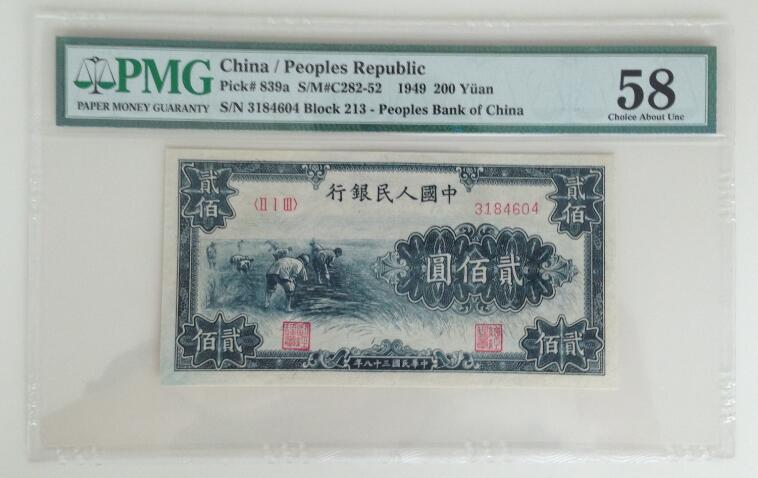 PMG
PAPER MONEY GUARANTY
China / Peoples Republic
Pick# 839a S/M#C282-52 1949 200 Yüan
S/N 3184604 Block 213 - Peoples Bank of China
58
Choice About Unc
貳佰
行銀民人國中
貳佰
〈II I III〉
3184604
圓佰貳
佰貳
佰貳
年八十三國民華中